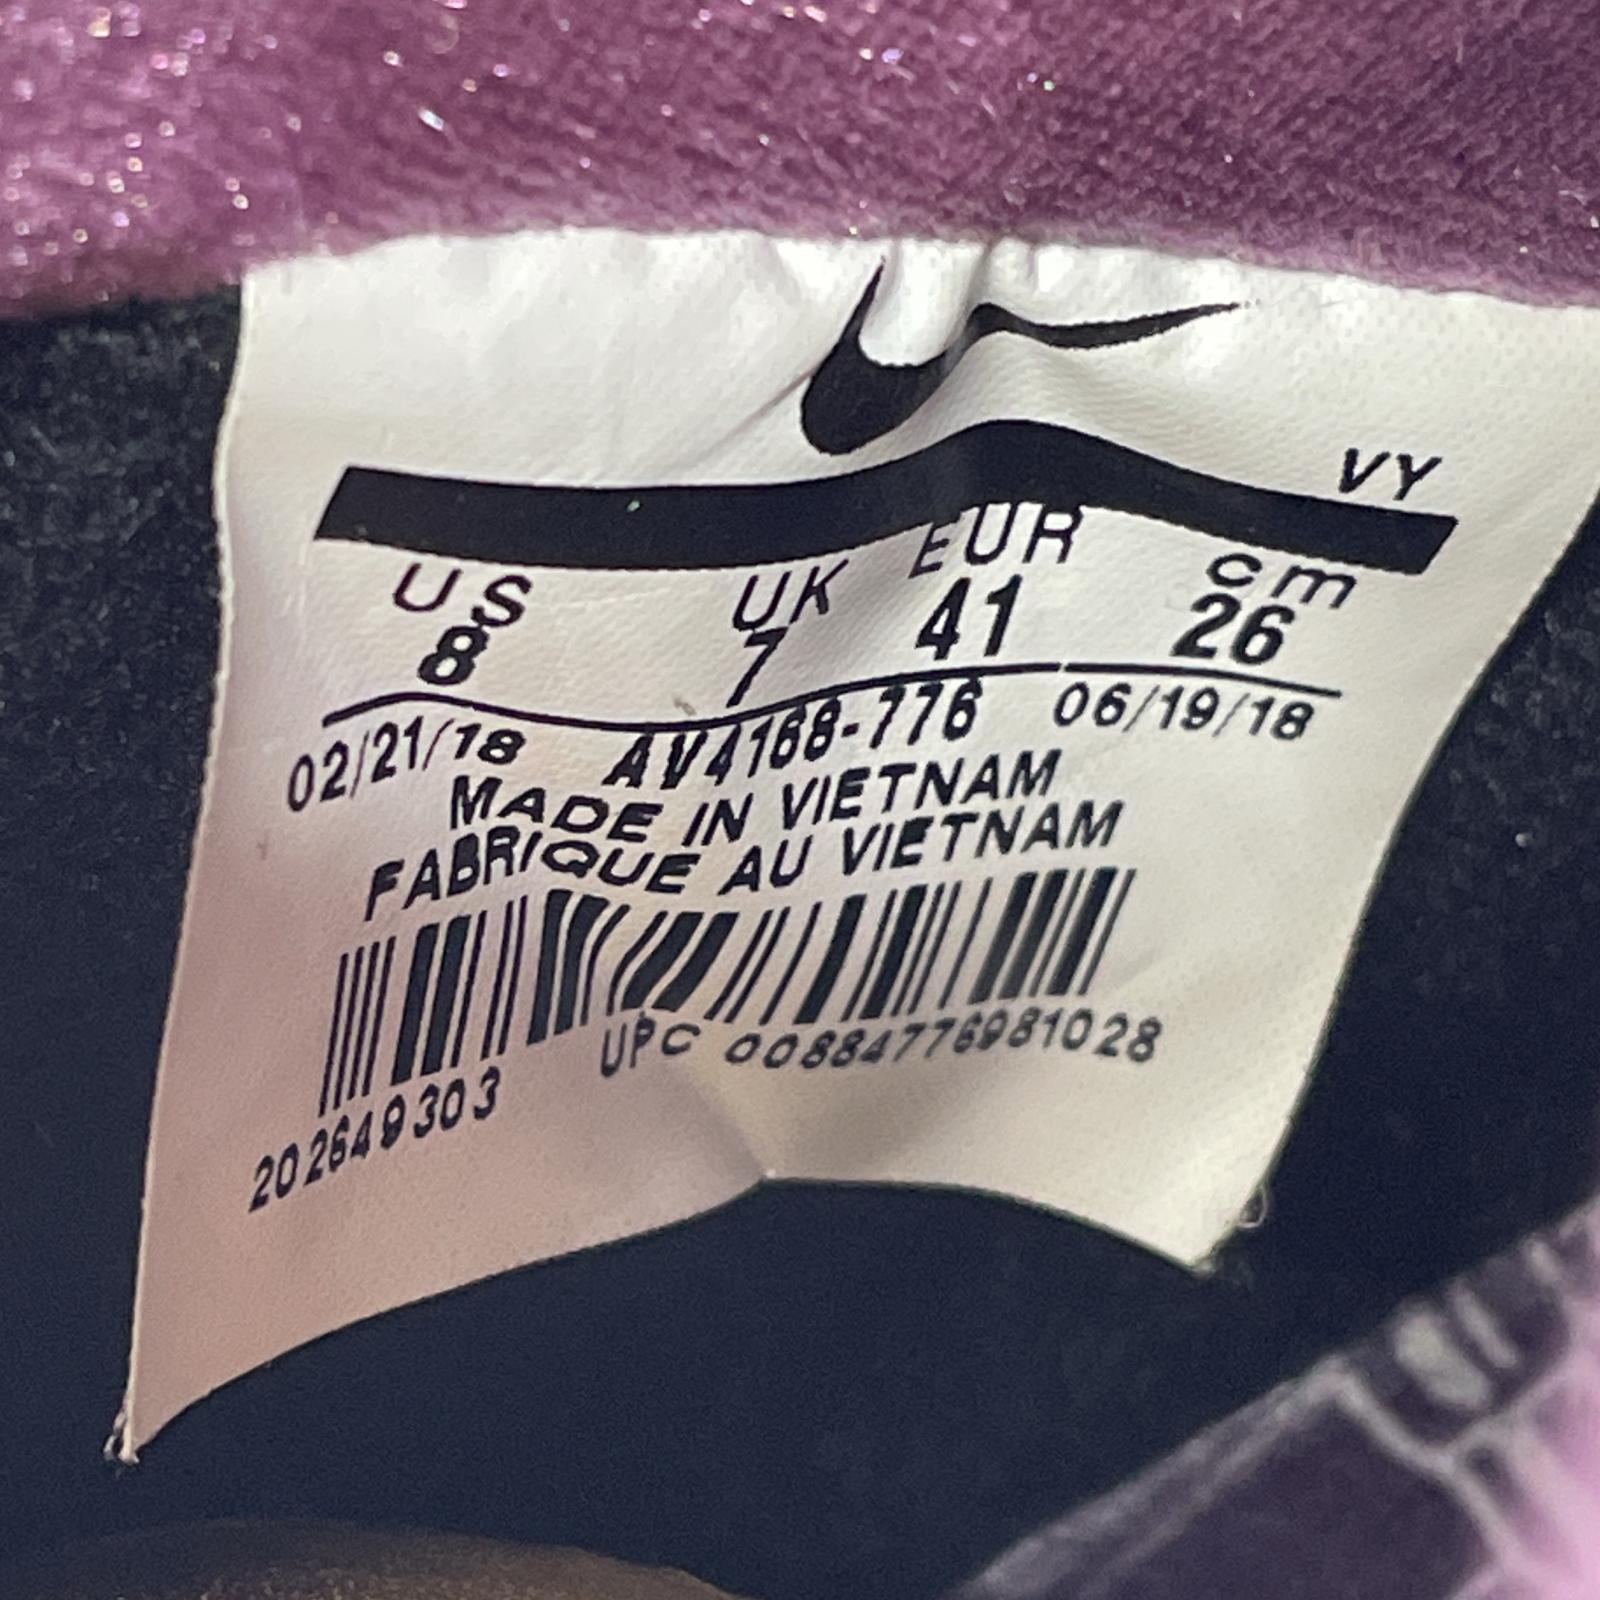 VY
US UK EUR cm
8 7 41 26
02/21/18 AV4168-776 06/19/18
MADE IN VIETNAM
FABRIQUE AU VIETNAM
UPC 00884776981028
202649303